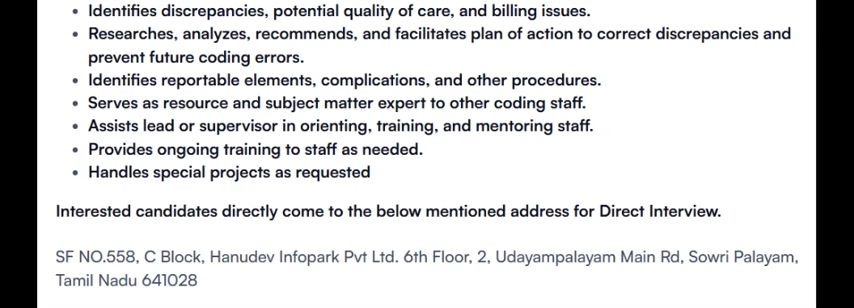 • Identifies discrepancies, potential quality of care, and billing issues.
• Researches, analyzes, recommends, and facilitates plan of action to correct discrepancies and
prevent future coding errors.
• Identifies reportable elements, complications, and other procedures.
• Serves as resource and subject matter expert to other coding staff.
• Assists lead or supervisor in orienting, training, and mentoring staff.
• Provides ongoing training to staff as needed.
• Handles special projects as requested
Interested candidates directly come to the below mentioned address for Direct Interview.
SF NO.558, C Block, Hanudev Infopark Pvt Ltd. 6th Floor, 2, Udayampalayam Main Rd, Sowri Palayam,
Tamil Nadu 641028